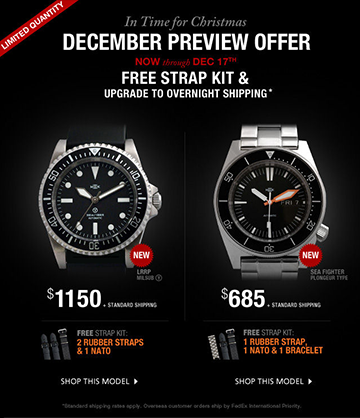 LIMITED QUANTITY
In Time for Christmas
DECEMBER PREVIEW OFFER
NOW through DEC 17TH
FREE STRAP KIT &
UPGRADE TO OVERNIGHT SHIPPING*
NEW
LRRP
MILSUB
$1150 + STANDARD SHIPPING
FREE STRAP KIT:
2 RUBBER STRAPS
& 1 NATO
SHOP THIS MODEL
NEW
SEA FIGHTER
PLONGEUR TYPE
$685 + STANDARD SHIPPING
FREE STRAP KIT:
1 RUBBER STRAP,
1 NATO & 1 BRACELET
SHOP THIS MODEL
*Standard shipping rates apply. Overseas customer orders ship by FedEx International Priority.